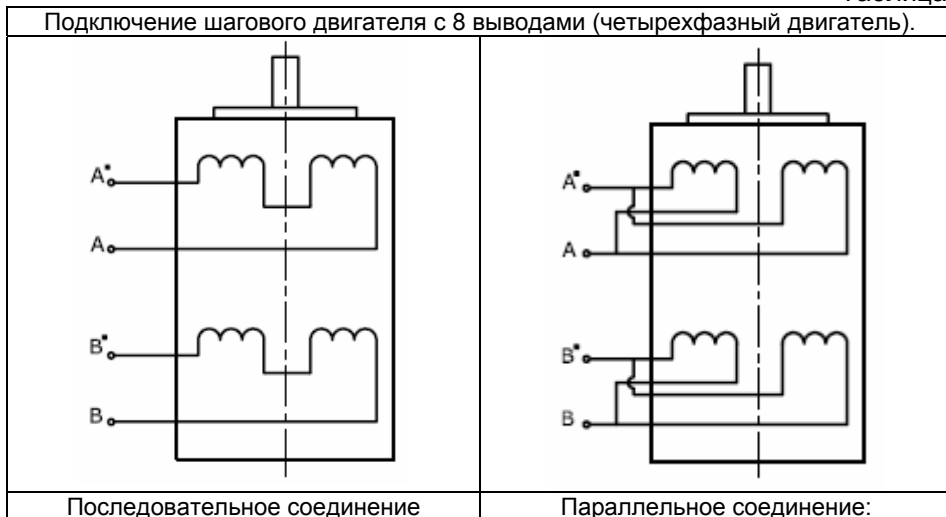 Подключение шагового двигателя с 8 выводами (четырехфазный двигатель).
A▪
A
B▪
B
A▪
A
B▪
B
Последовательное соединение
Параллельное соединение: